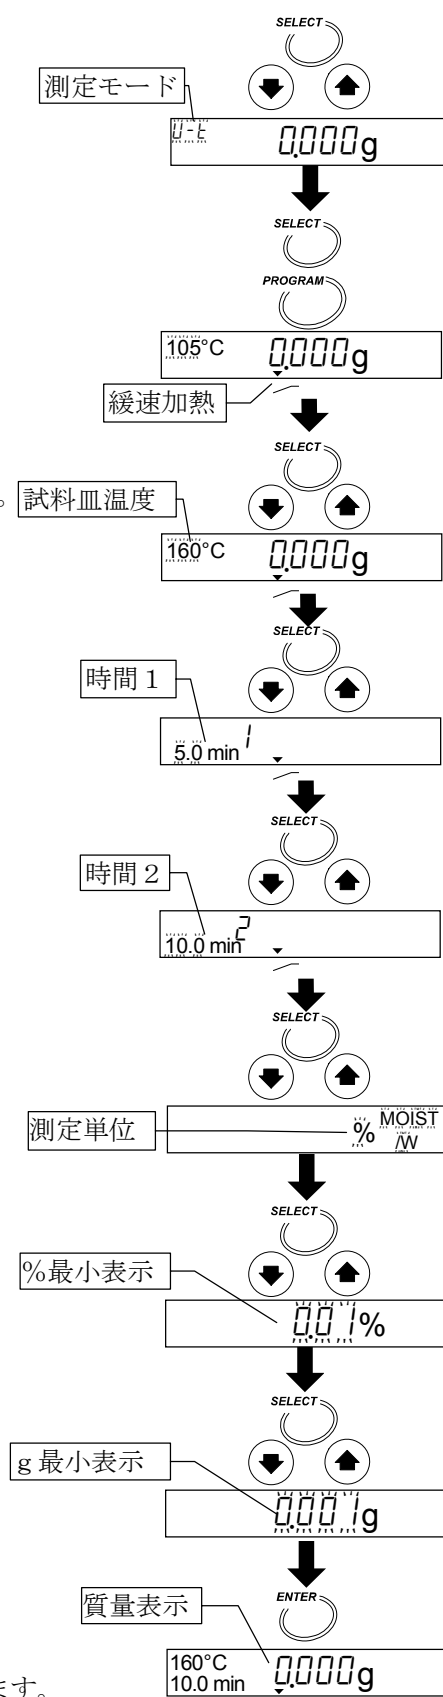 SELECT
測定モード
U-t 0.000g
SELECT
PROGRAM
105°C 0.000g
緩速加熱
SELECT
。
試料皿温度
160°C 0.000g
SELECT
時間１
5.0 min 1
SELECT
時間２
10.0 min 2
SELECT
測定単位
% MOIST
/W
SELECT
％最小表示
0.01%
SELECT
ｇ最小表示
0.001g
ENTER
質量表示
160°C
10.0 min 0.000g
ます。